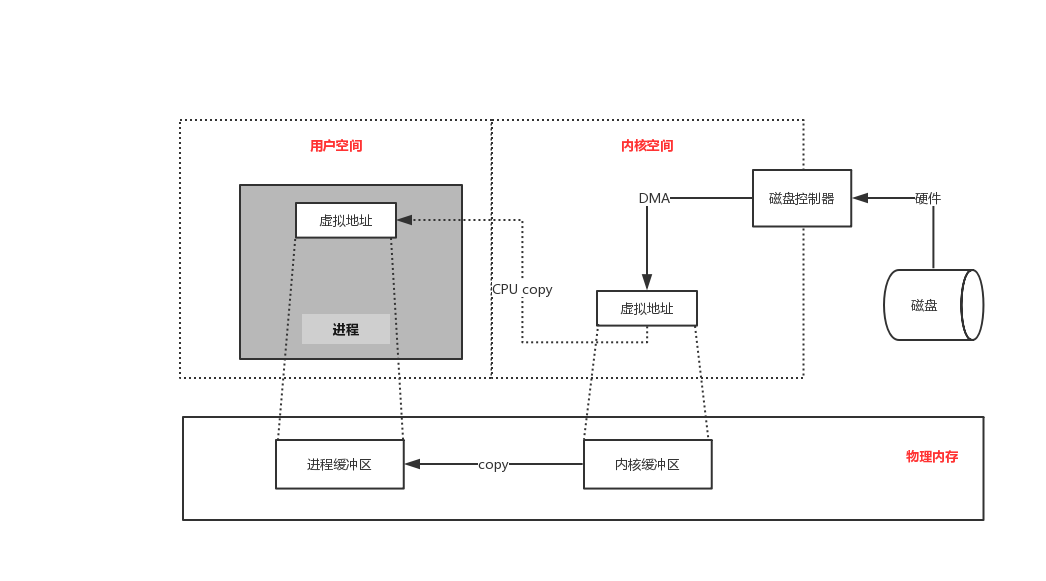 用户空间
内核空间
DMA
磁盘控制器
硬件
虚拟地址
CPU copy
虚拟地址
磁盘
进程
物理内存
进程缓冲区
copy
内核缓冲区